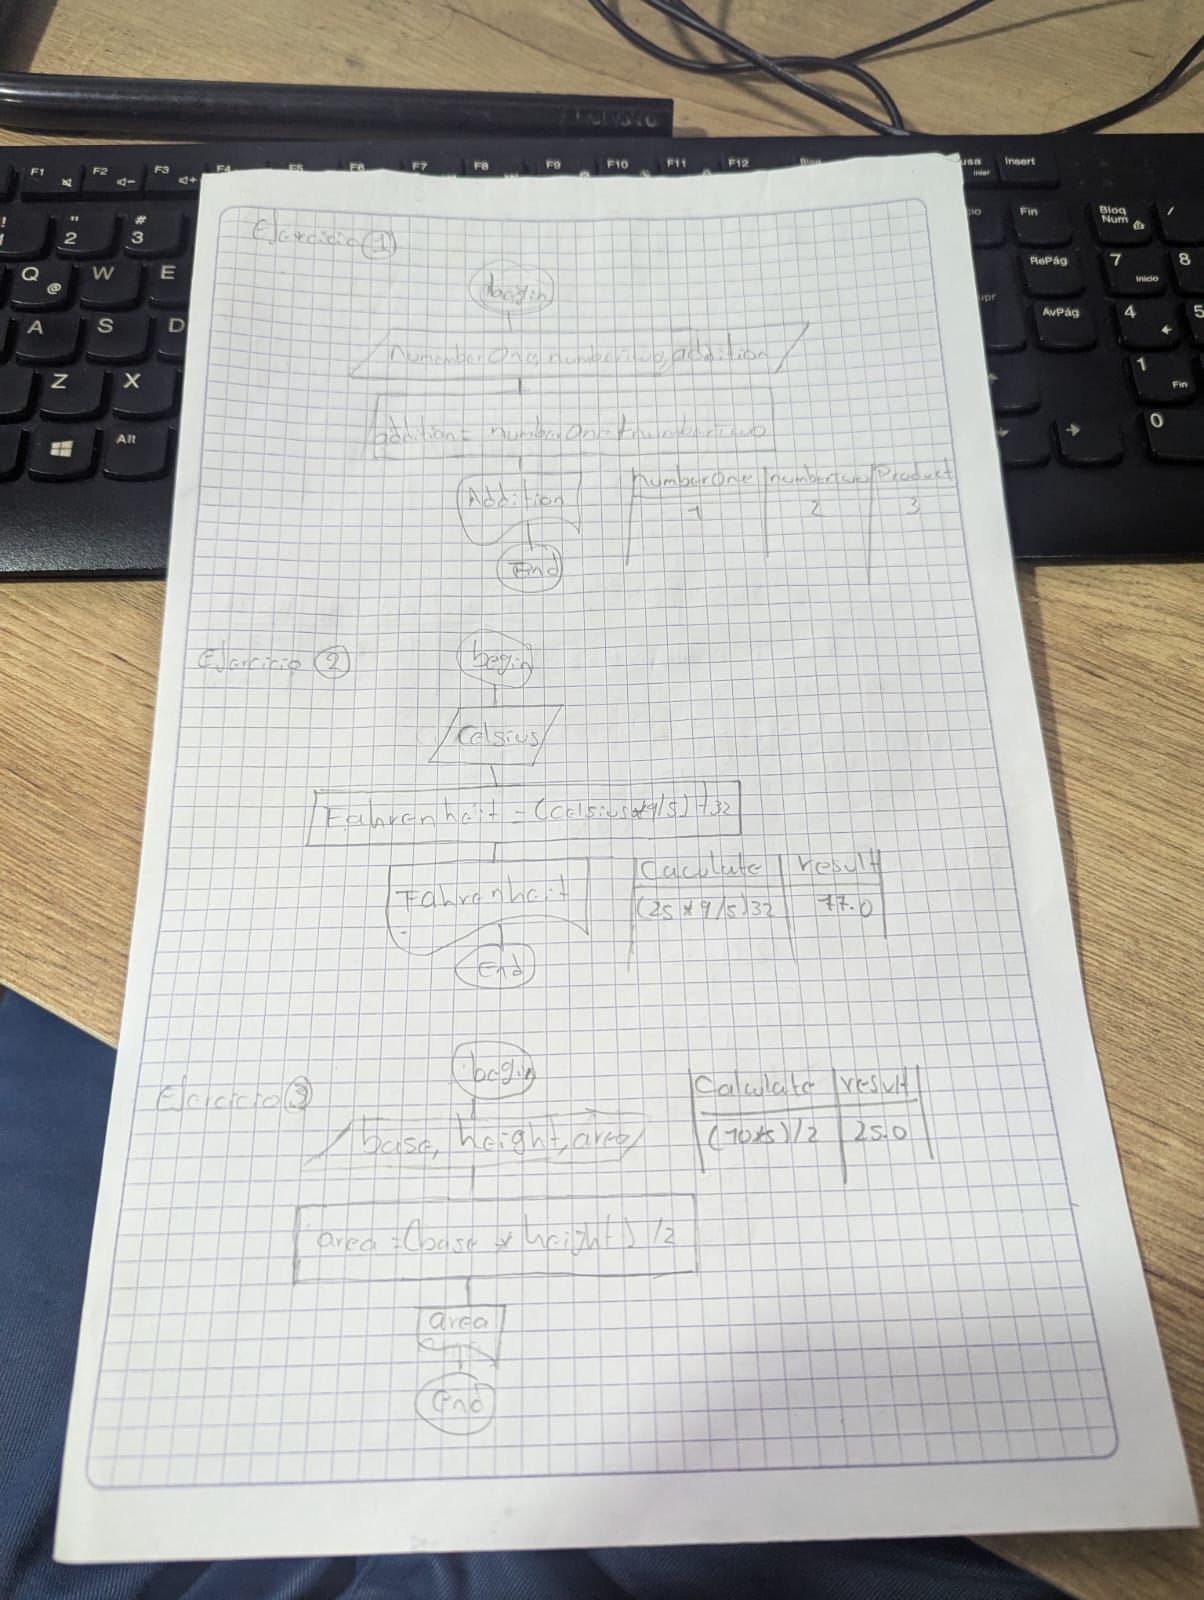 Ejercicio 1
begin
numemberOne, numbertwo, addition
addition = numberOne + numbertwo
Addition
numberOne numbertwo Product
1 2 3
End
Ejercicio 2
begin
Celsius
Fahrenheit = (Celsius*9/5)+32
Fahrenheit
Caculate result
(25*9/5)32 77.0
End
Ejercicio 3
begin
base, height, area
Calculate result
(10*5)/2 25.0
area = (base * height) /2
area
End
F1 F2 F3 F4 F5 F6 F7 F8 F9 F10 F11 F12 Insert
! " #
2 3
Fin Bloq Num /
Q @ W E
RePág 7 Inicio 8
A S D
AvPág 4 5
Z X
1 Fin
Alt
0